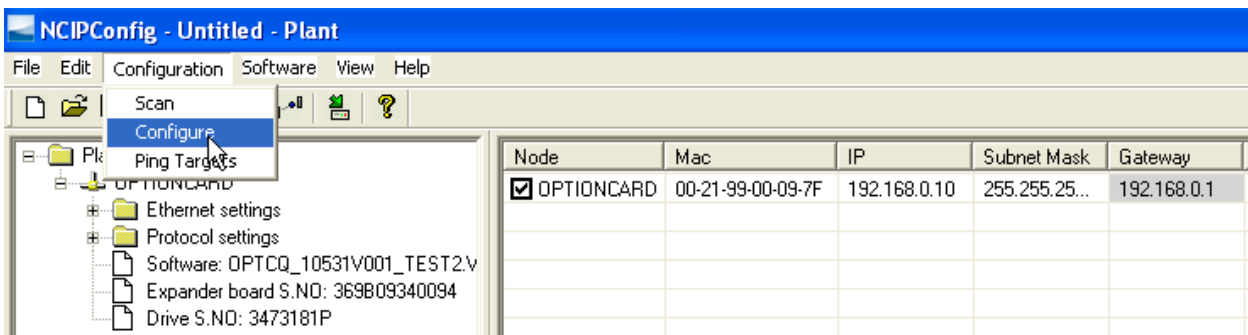 NCIPConfig - Untitled - Plant
File Edit Configuration Software View Help
Scan
Configure
Ping Targets
Node Mac IP Subnet Mask Gateway
OPTIONCARD 00-21-99-00-09-7F 192.168.0.10 255.255.25... 192.168.0.1
OPTIONCARD
Ethernet settings
Protocol settings
Software: OPTCQ_10531V001_TEST2.V
Expander board S.NO: 369B09340094
Drive S.NO: 3473181P